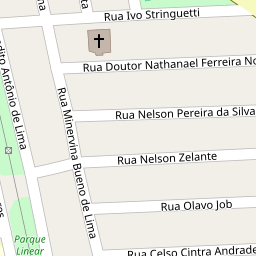 Rua Ivo Stringuetti
Rua Doutor Nathanael Ferreira No
Rua Nelson Pereira da Silva
Rua Nelson Zelante
Rua Olavo Job
Rua Celso Cintra Andrade
Rua Minervina Bueno de Lima
Antônio de Lima
Parque
Linear